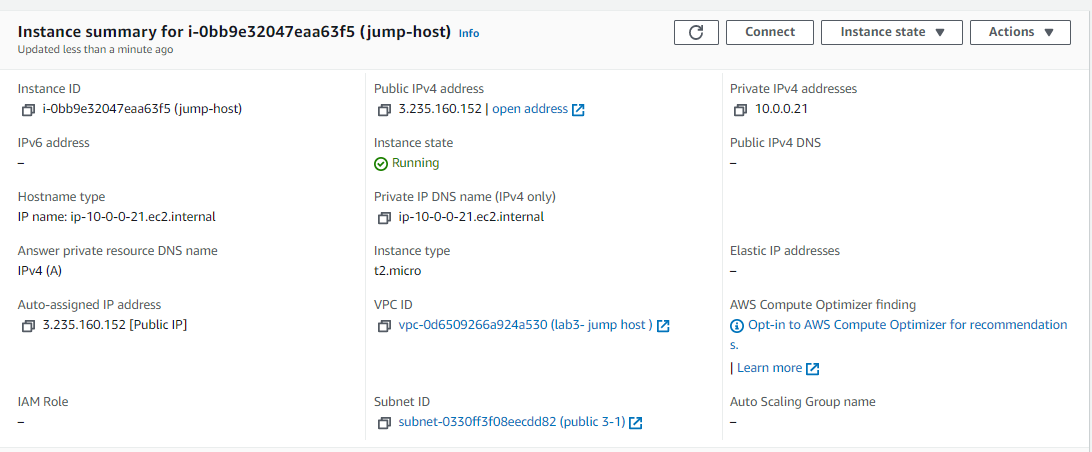 Instance summary for i-0bb9e32047eaa63f5 (jump-host) Info
Updated less than a minute ago
Connect
Instance state
Actions
Instance ID
i-0bb9e32047eaa63f5 (jump-host)
Public IPv4 address
3.235.160.152 | open address
Private IPv4 addresses
10.0.0.21
IPv6 address
–
Instance state
Running
Public IPv4 DNS
–
Hostname type
IP name: ip-10-0-0-21.ec2.internal
Private IP DNS name (IPv4 only)
ip-10-0-0-21.ec2.internal
Answer private resource DNS name
IPv4 (A)
Instance type
t2.micro
Elastic IP addresses
–
Auto-assigned IP address
3.235.160.152 [Public IP]
VPC ID
vpc-0d6509266a924a530 (lab3- jump host )
AWS Compute Optimizer finding
Opt-in to AWS Compute Optimizer for recommendation
s.
| Learn more
IAM Role
–
Subnet ID
subnet-0330ff3f08eecdd82 (public 3-1)
Auto Scaling Group name
–